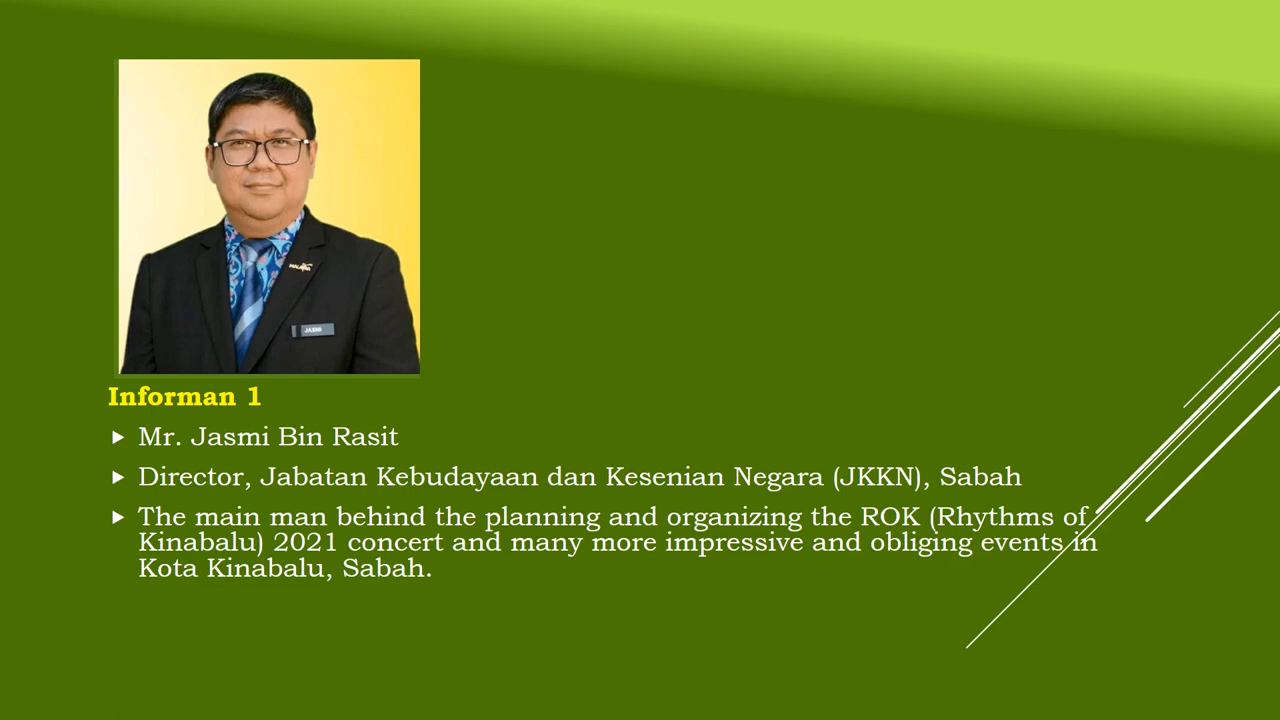 JASMI
Informan 1
Mr. Jasmi Bin Rasit
Director, Jabatan Kebudayaan dan Kesenian Negara (JKKN), Sabah
The main man behind the planning and organizing the ROK (Rhythms of
Kinabalu) 2021 concert and many more impressive and obliging events in
Kota Kinabalu, Sabah.